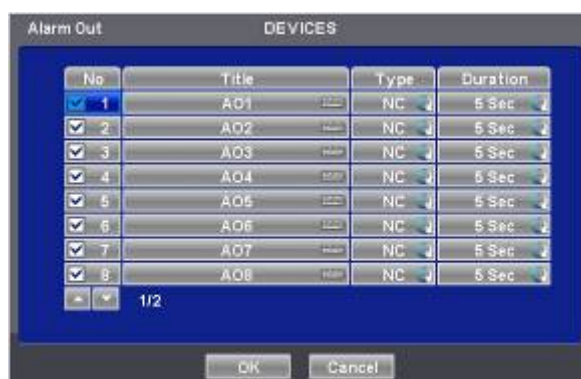 Alarm Out DEVICES
No Title Type Duration
1 AO1 NC 5 Sec
2 AO2 NC 5 Sec
3 AO3 NC 5 Sec
4 AO4 NC 5 Sec
5 AO5 NC 5 Sec
6 AO6 NC 5 Sec
7 AO7 NC 5 Sec
8 AO8 NC 5 Sec
1/2
OK Cancel